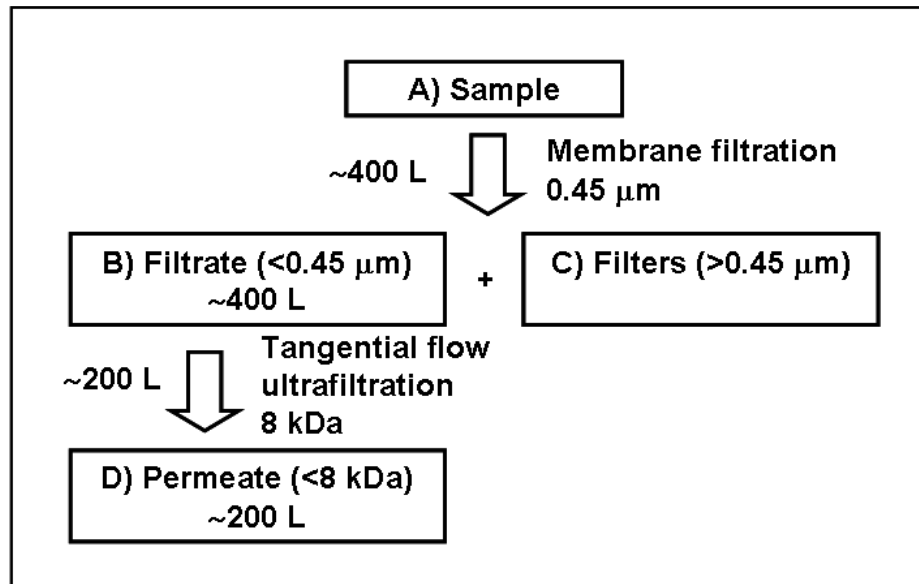 A) Sample
~400 L
Membrane filtration
0.45 μm
B) Filtrate (<0.45 μm)
~400 L
+
C) Filters (>0.45 μm)
~200 L
Tangential flow
ultrafiltration
8 kDa
D) Permeate (<8 kDa)
~200 L